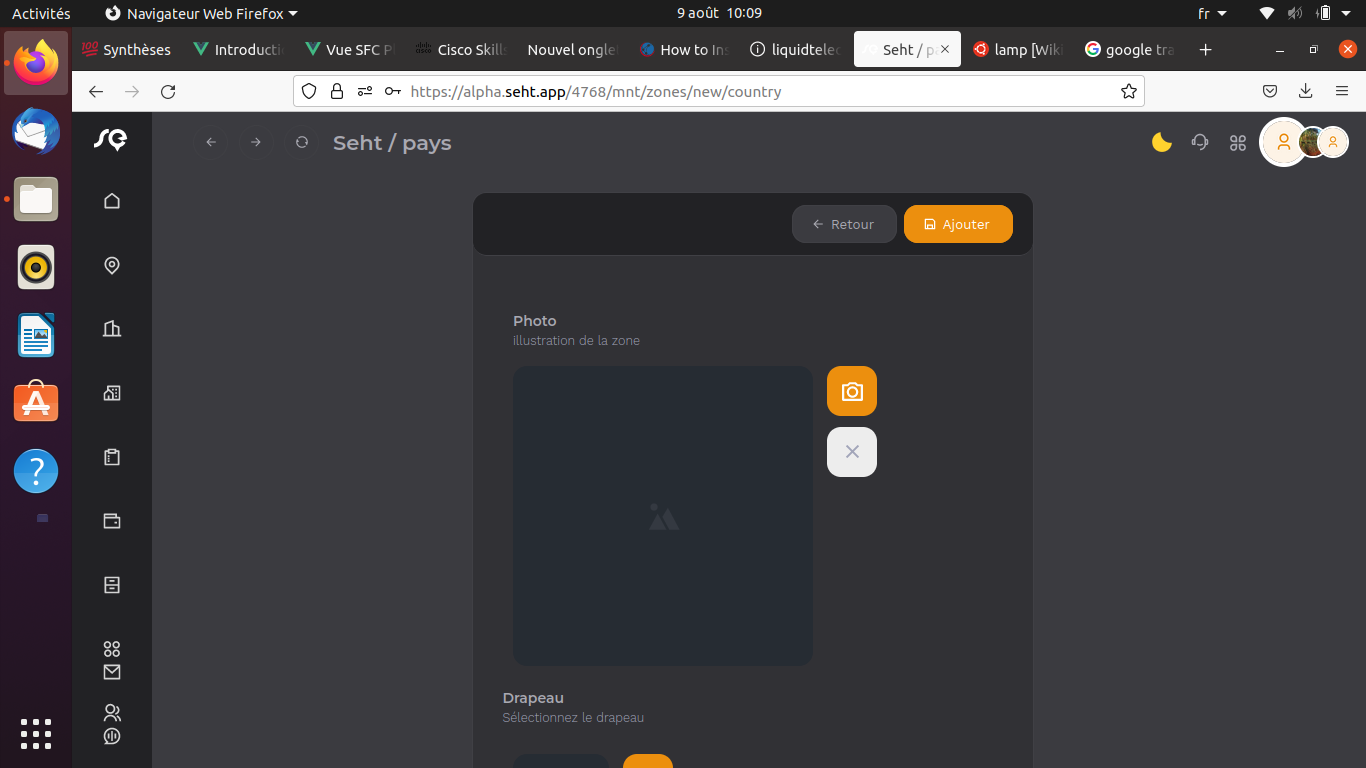 Activités
Navigateur Web Firefox
9 août 10:09
fr
100 Synthèses
Introducti
Vue SFC P
Cisco Skills
Nouvel ongle
How to Ins
liquidtelec
Seht / p
lamp [Wiki
google tra
https://alpha.seht.app/4768/mnt/zones/new/country
Seht / pays
Retour
Ajouter
Photo
illustration de la zone
Drapeau
Sélectionnez le drapeau